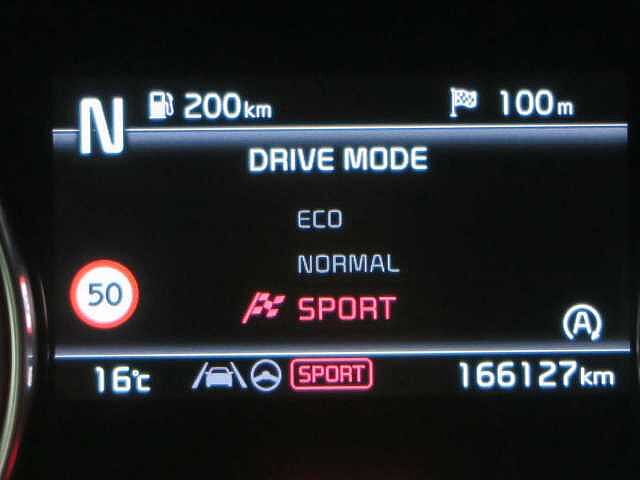 N 200km 100m
DRIVE MODE
ECO
NORMAL
50
SPORT
A
16°C SPORT 166127km